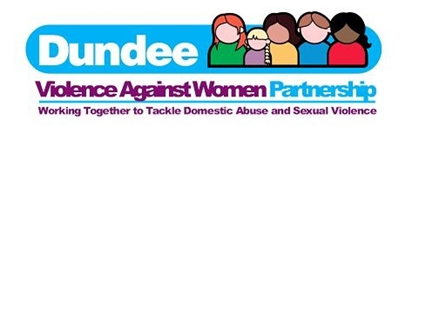 Dundee
Violence Against Women Partnership
Working Together to Tackle Domestic Abuse and Sexual Violence